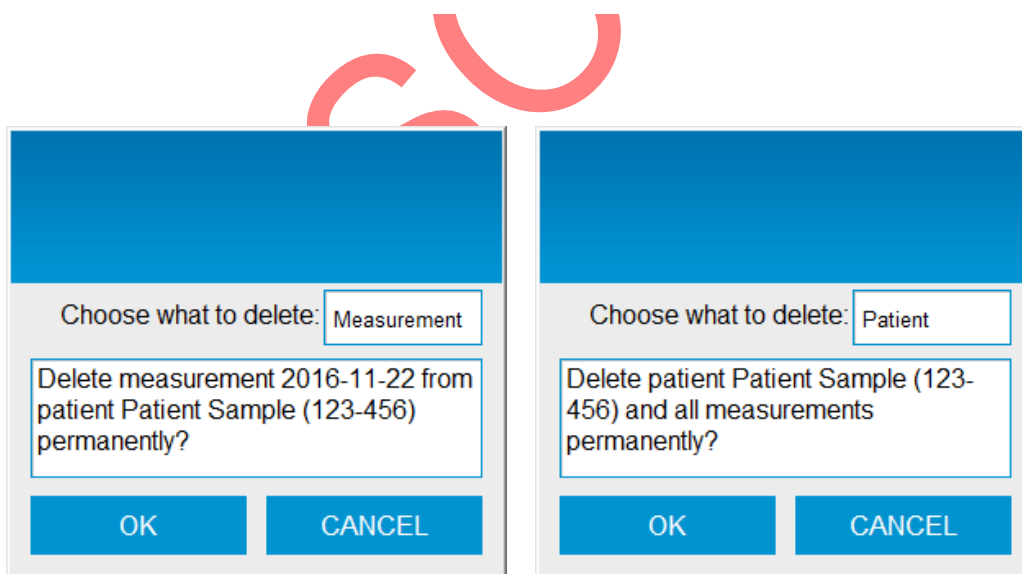 Choose what to delete: Measurement
Delete measurement 2016-11-22 from
patient Patient Sample (123-456)
permanently?
OK CANCEL
Choose what to delete: Patient
Delete patient Patient Sample (123-
456) and all measurements
permanently?
OK CANCEL